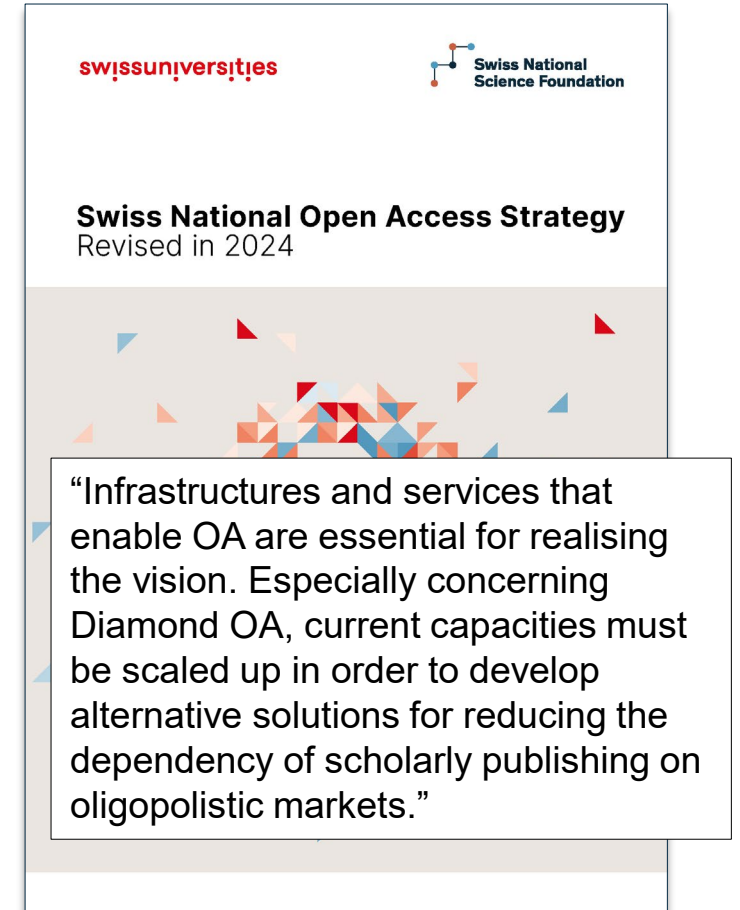 swissuniversities
Swiss National
Science Foundation
Swiss National Open Access Strategy
Revised in 2024
“Infrastructures and services that
enable OA are essential for realising
the vision. Especially concerning
Diamond OA, current capacities must
be scaled up in order to develop
alternative solutions for reducing the
dependency of scholarly publishing on
oligopolistic markets.”